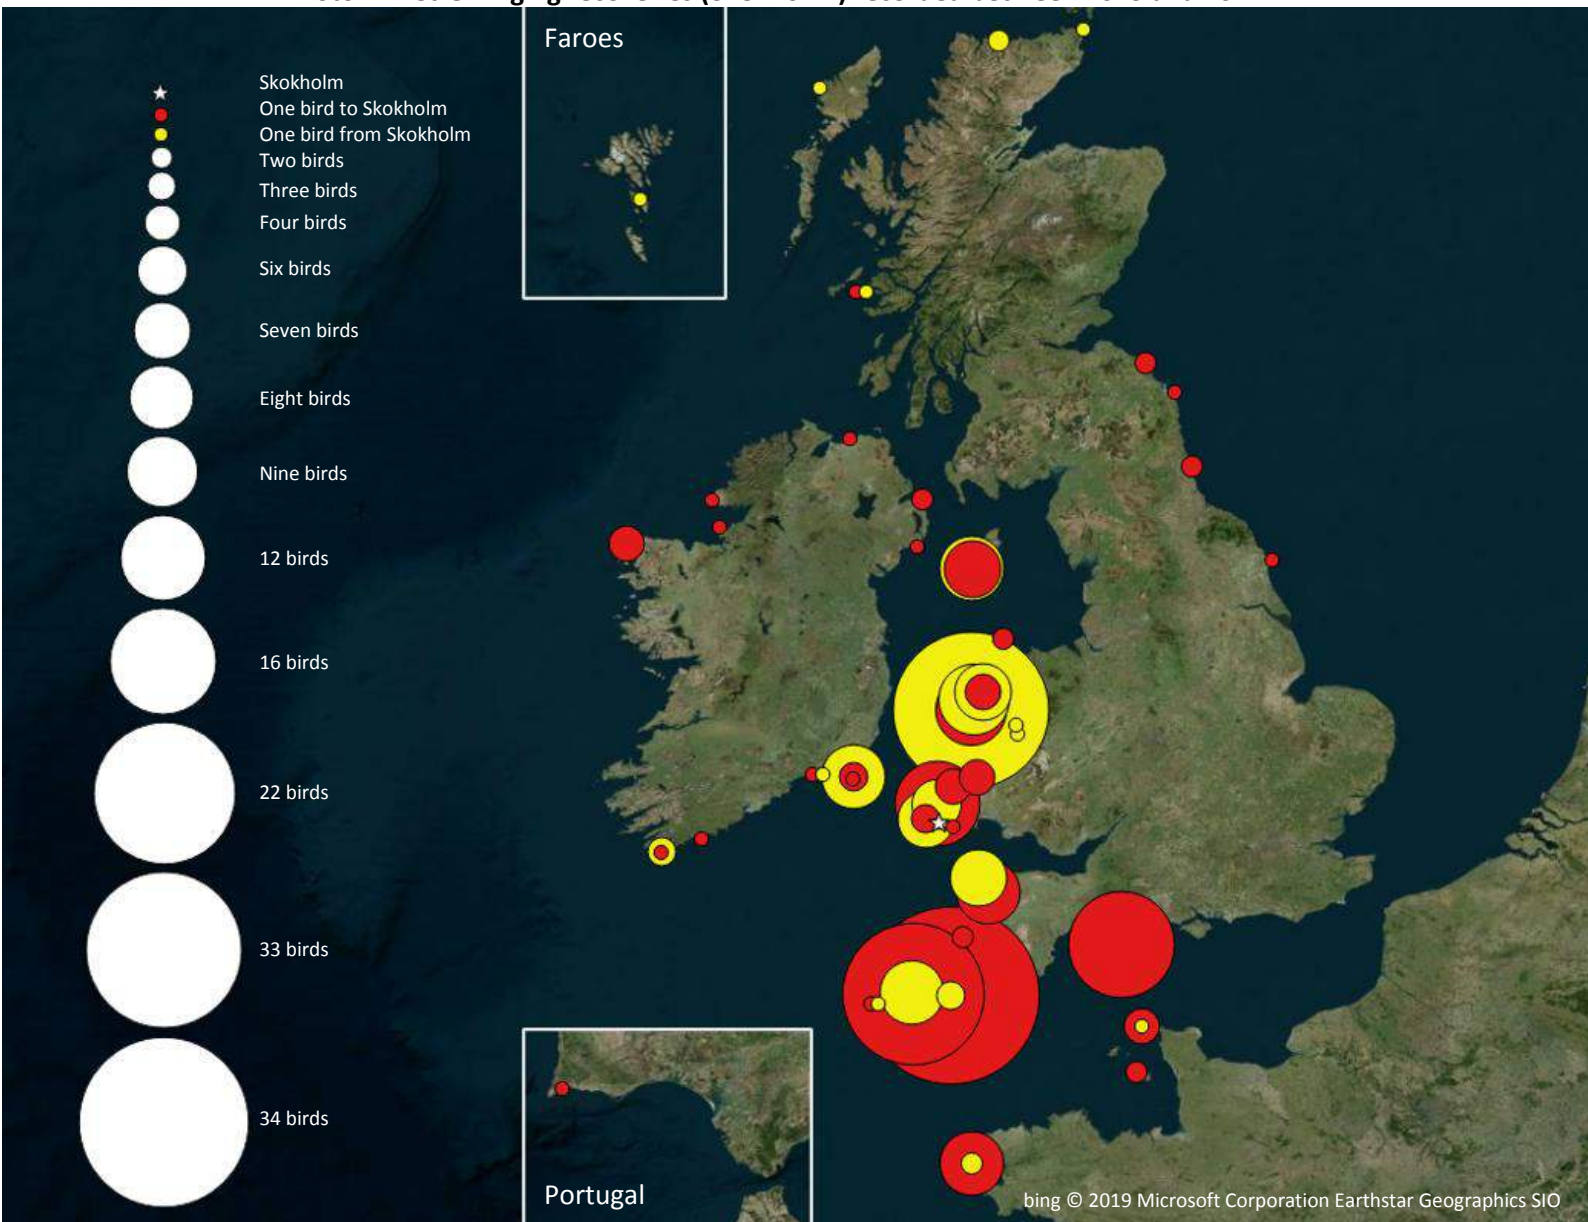 Faroes
Skokholm
One bird to Skokholm
One bird from Skokholm
Two birds
Three birds
Four birds
Six birds
Seven birds
Eight birds
Nine birds
12 birds
16 birds
22 birds
33 birds
34 birds
Portugal
bing © 2019 Microsoft Corporation Earthstar Geographics SIO